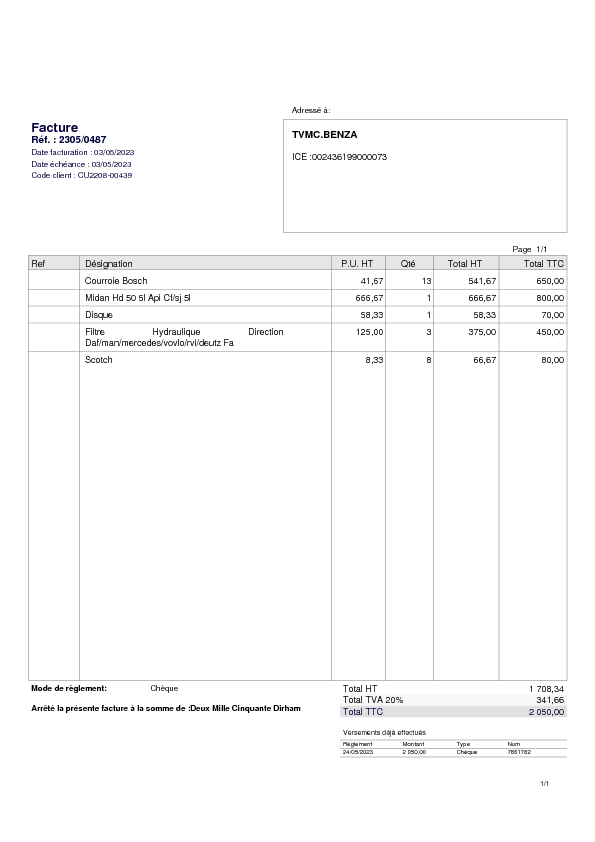 Adressé à:
Facture
Réf. : 2305/0487
Date facturation : 03/05/2023
Date échéance : 03/05/2023
Code client : CU2208-00439
TVMC.BENZA
ICE :002436199000073
Page 1/1
Ref Désignation P.U. HT Qté Total HT Total TTC
Courroie Bosch 41,67 13 541,67 650,00
Midan Hd 50 5l Api Cf/sj 5l 666,67 1 666,67 800,00
Disque 58,33 1 58,33 70,00
Filtre Hydraulique Direction 125,00 3 375,00 450,00
Daf/man/mercedes/vovlo/rvi/deutz Fa
Scotch 8,33 8 66,67 80,00
Mode de règlement: Chèque
Total HT 1 708,34
Total TVA 20% 341,66
Arrêté la présente facture à la somme de :Deux Mille Cinquante Dirham
Total TTC 2 050,00
Versements déjà effectués
Règlement Montant Type Num
24/05/2023 2 050,00 Chèque 7861782
1/1